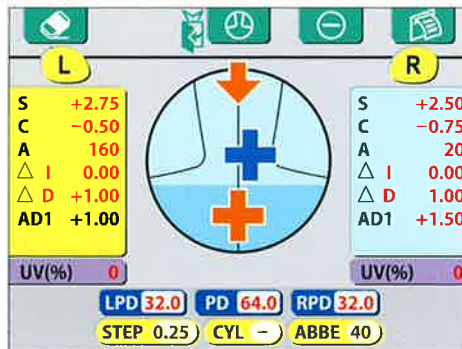 L
R
S +2.75
C −0.50
A 160
△ I 0.00
△ D +1.00
AD1 +1.00
UV(%) 0
S +2.50
C −0.75
A 20
△ I 0.00
△ D 1.00
AD1 +1.50
UV(%) 0
LPD 32.0 PD 64.0 RPD 32.0
STEP 0.25 CYL − ABBE 40